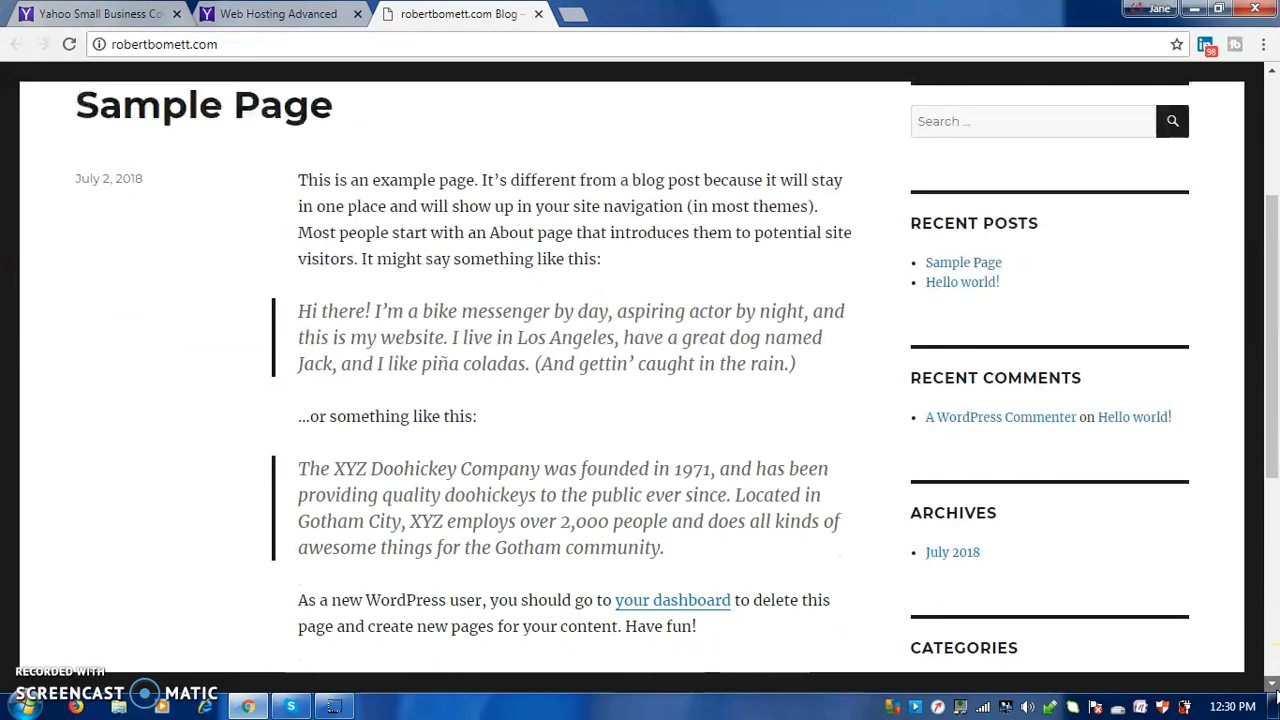 Yahoo Small Business Co
Web Hosting Advanced
robertbomett.com Blog –
Jane
robertbomett.com
98
Sample Page
July 2, 2018
This is an example page. It’s different from a blog post because it will stay
in one place and will show up in your site navigation (in most themes).
Most people start with an About page that introduces them to potential site
visitors. It might say something like this:
Hi there! I’m a bike messenger by day, aspiring actor by night, and
this is my website. I live in Los Angeles, have a great dog named
Jack, and I like piña coladas. (And gettin’ caught in the rain.)
…or something like this:
The XYZ Doohickey Company was founded in 1971, and has been
providing quality doohickeys to the public ever since. Located in
Gotham City, XYZ employs over 2,000 people and does all kinds of
awesome things for the Gotham community.
As a new WordPress user, you should go to your dashboard to delete this
page and create new pages for your content. Have fun!
Search …
RECENT POSTS
Sample Page
Hello world!
RECENT COMMENTS
A WordPress Commenter on Hello world!
ARCHIVES
July 2018
CATEGORIES
RECORDED WITH
SCREENCAST MATIC
12:30 PM